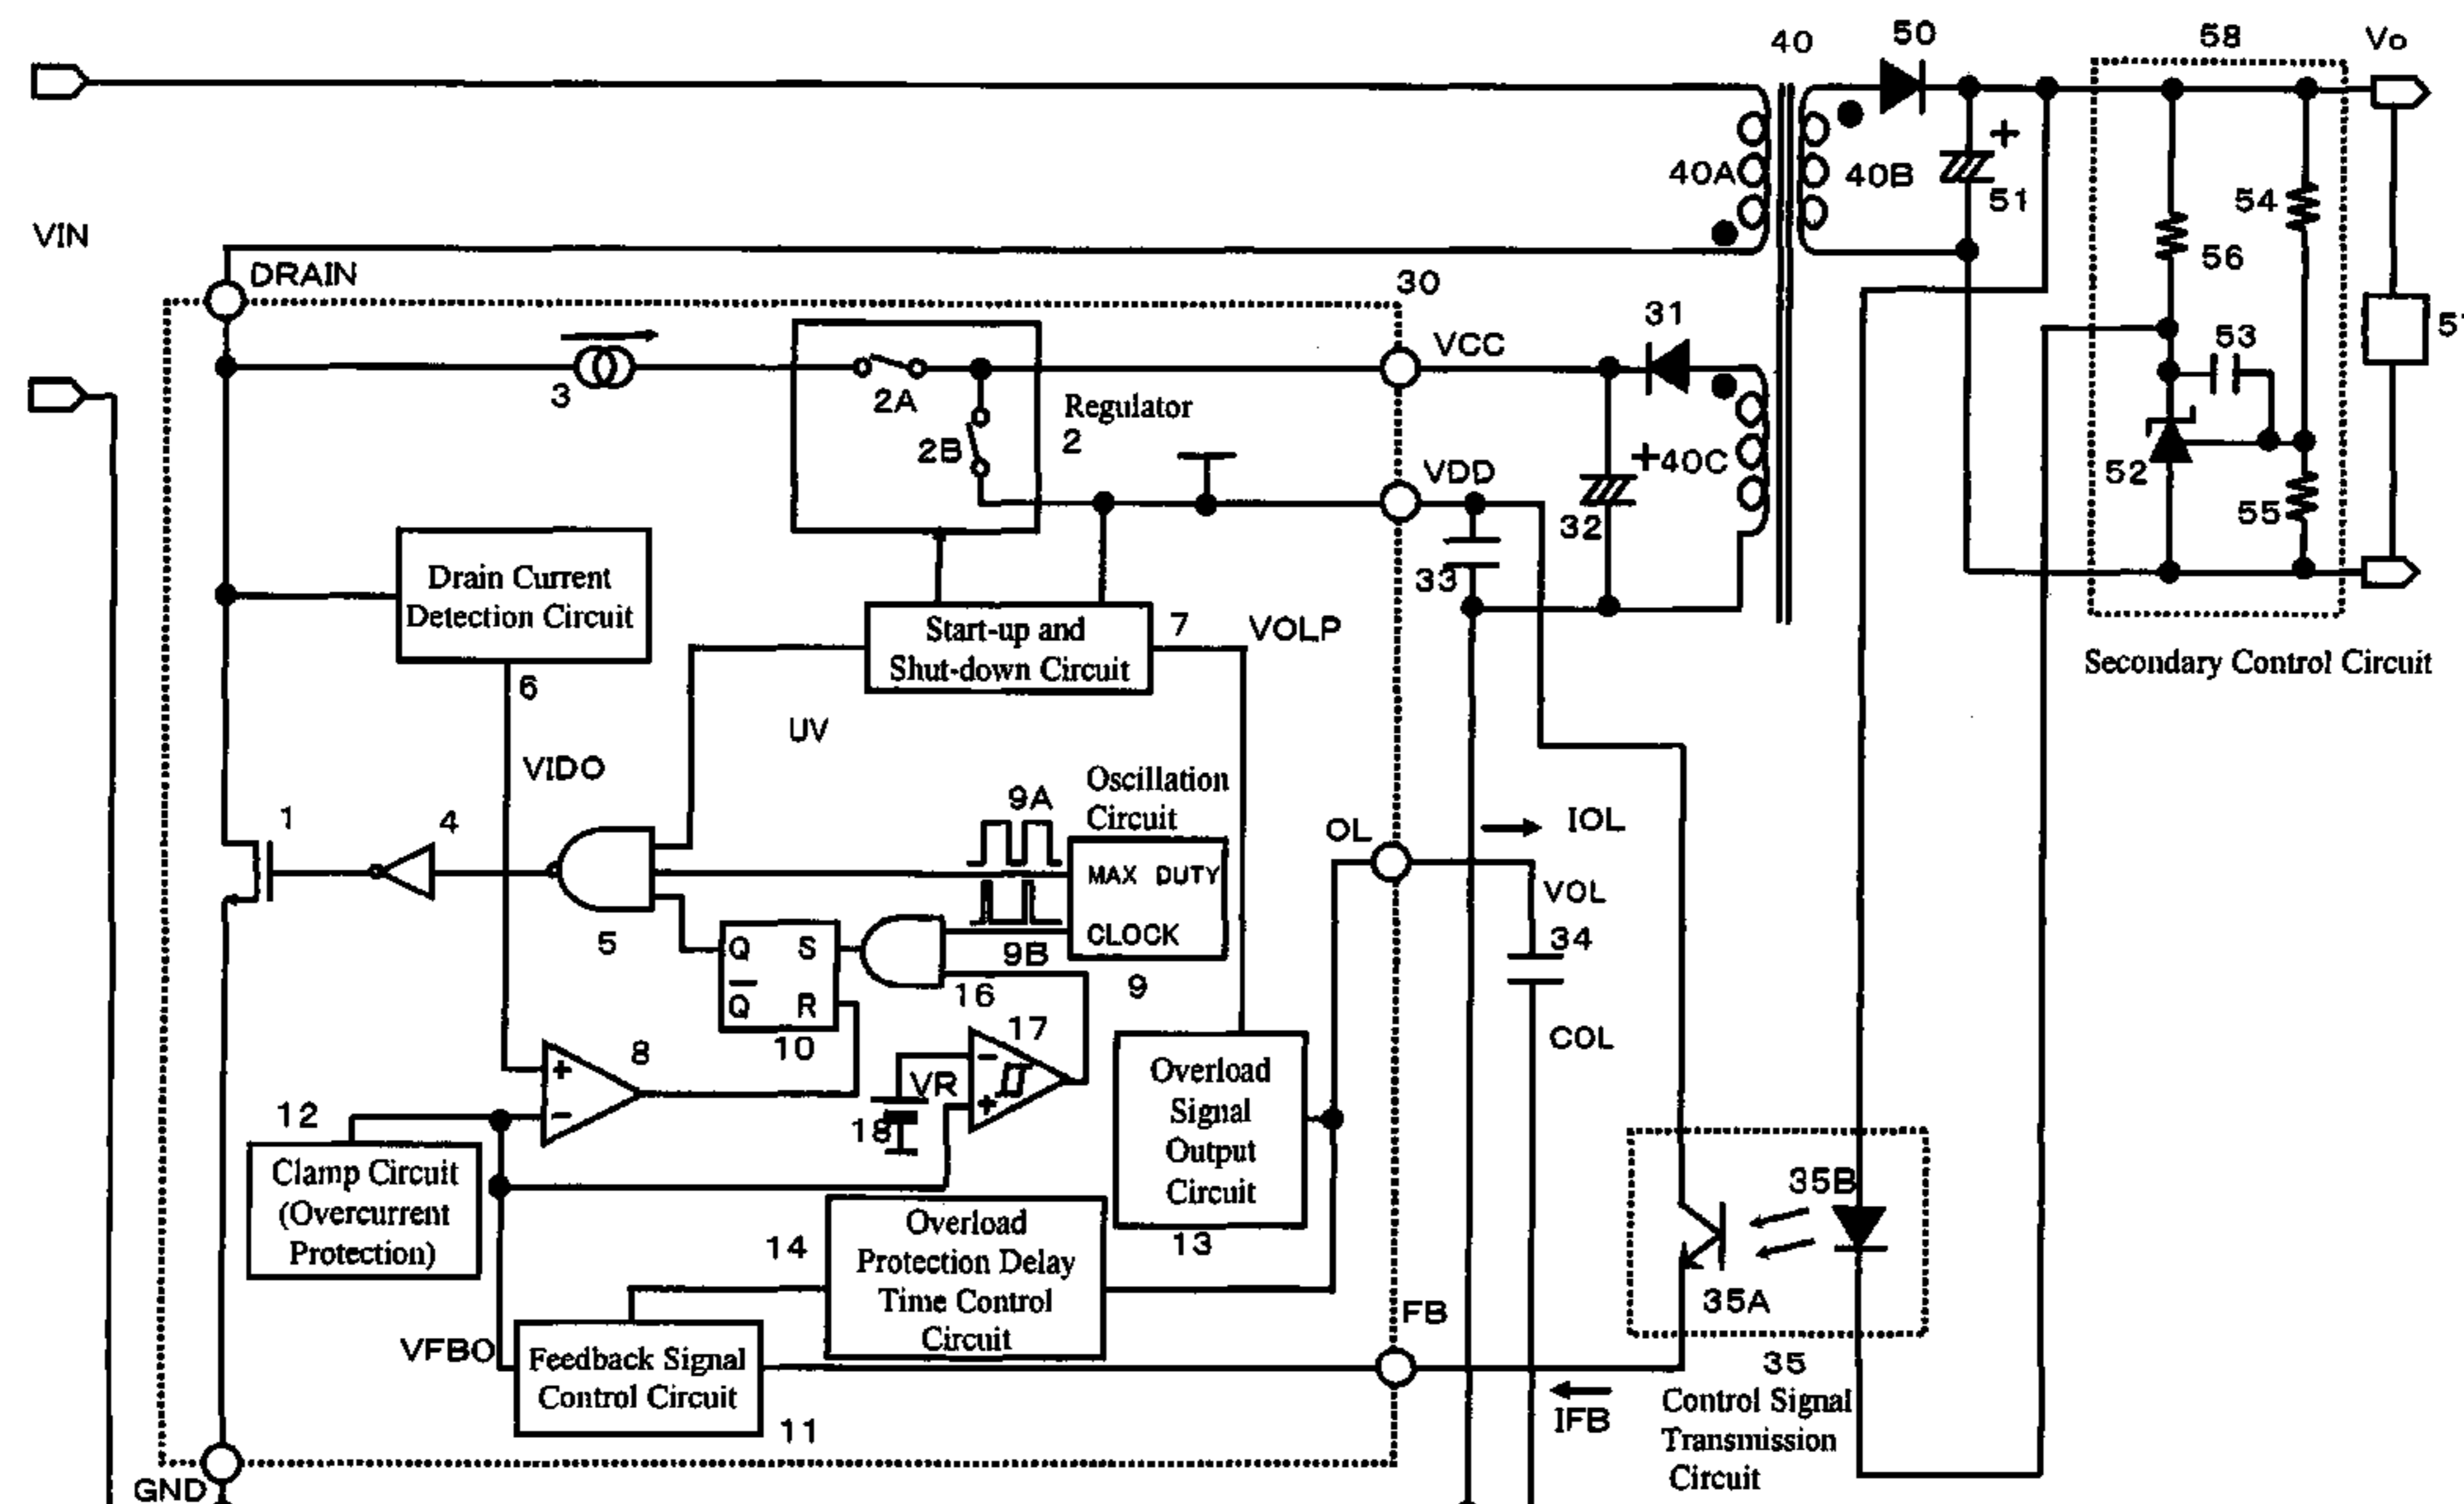 58
Vo
50
40
40A
40B
+
51
54
56
VIN
DRAIN
30
31
VCC
53
3
2A
Regulator
2
2B
+
40C
VDD
52
55
32
33
Drain Current
Detection Circuit
6
Start-up and
Shut-down Circuit
7
VOLP
Secondary Control Circuit
UV
VIDO
Oscillation
Circuit
9A
1
4
OL
IOL
MAX DUTY
VOL
CLOCK
5
Q
S
9B
34
9
16
Q
R
17
COL
10
8
+
-
VR
-
+
18
12
Overload
Signal
Output
Circuit
13
Clamp Circuit
(Overcurrent
Protection)
14
Overload
Protection Delay
Time Control
Circuit
35B
35A
FB
VFBO
Feedback Signal
Control Circuit
11
IFB
35
Control Signal
Transmission
Circuit
GND